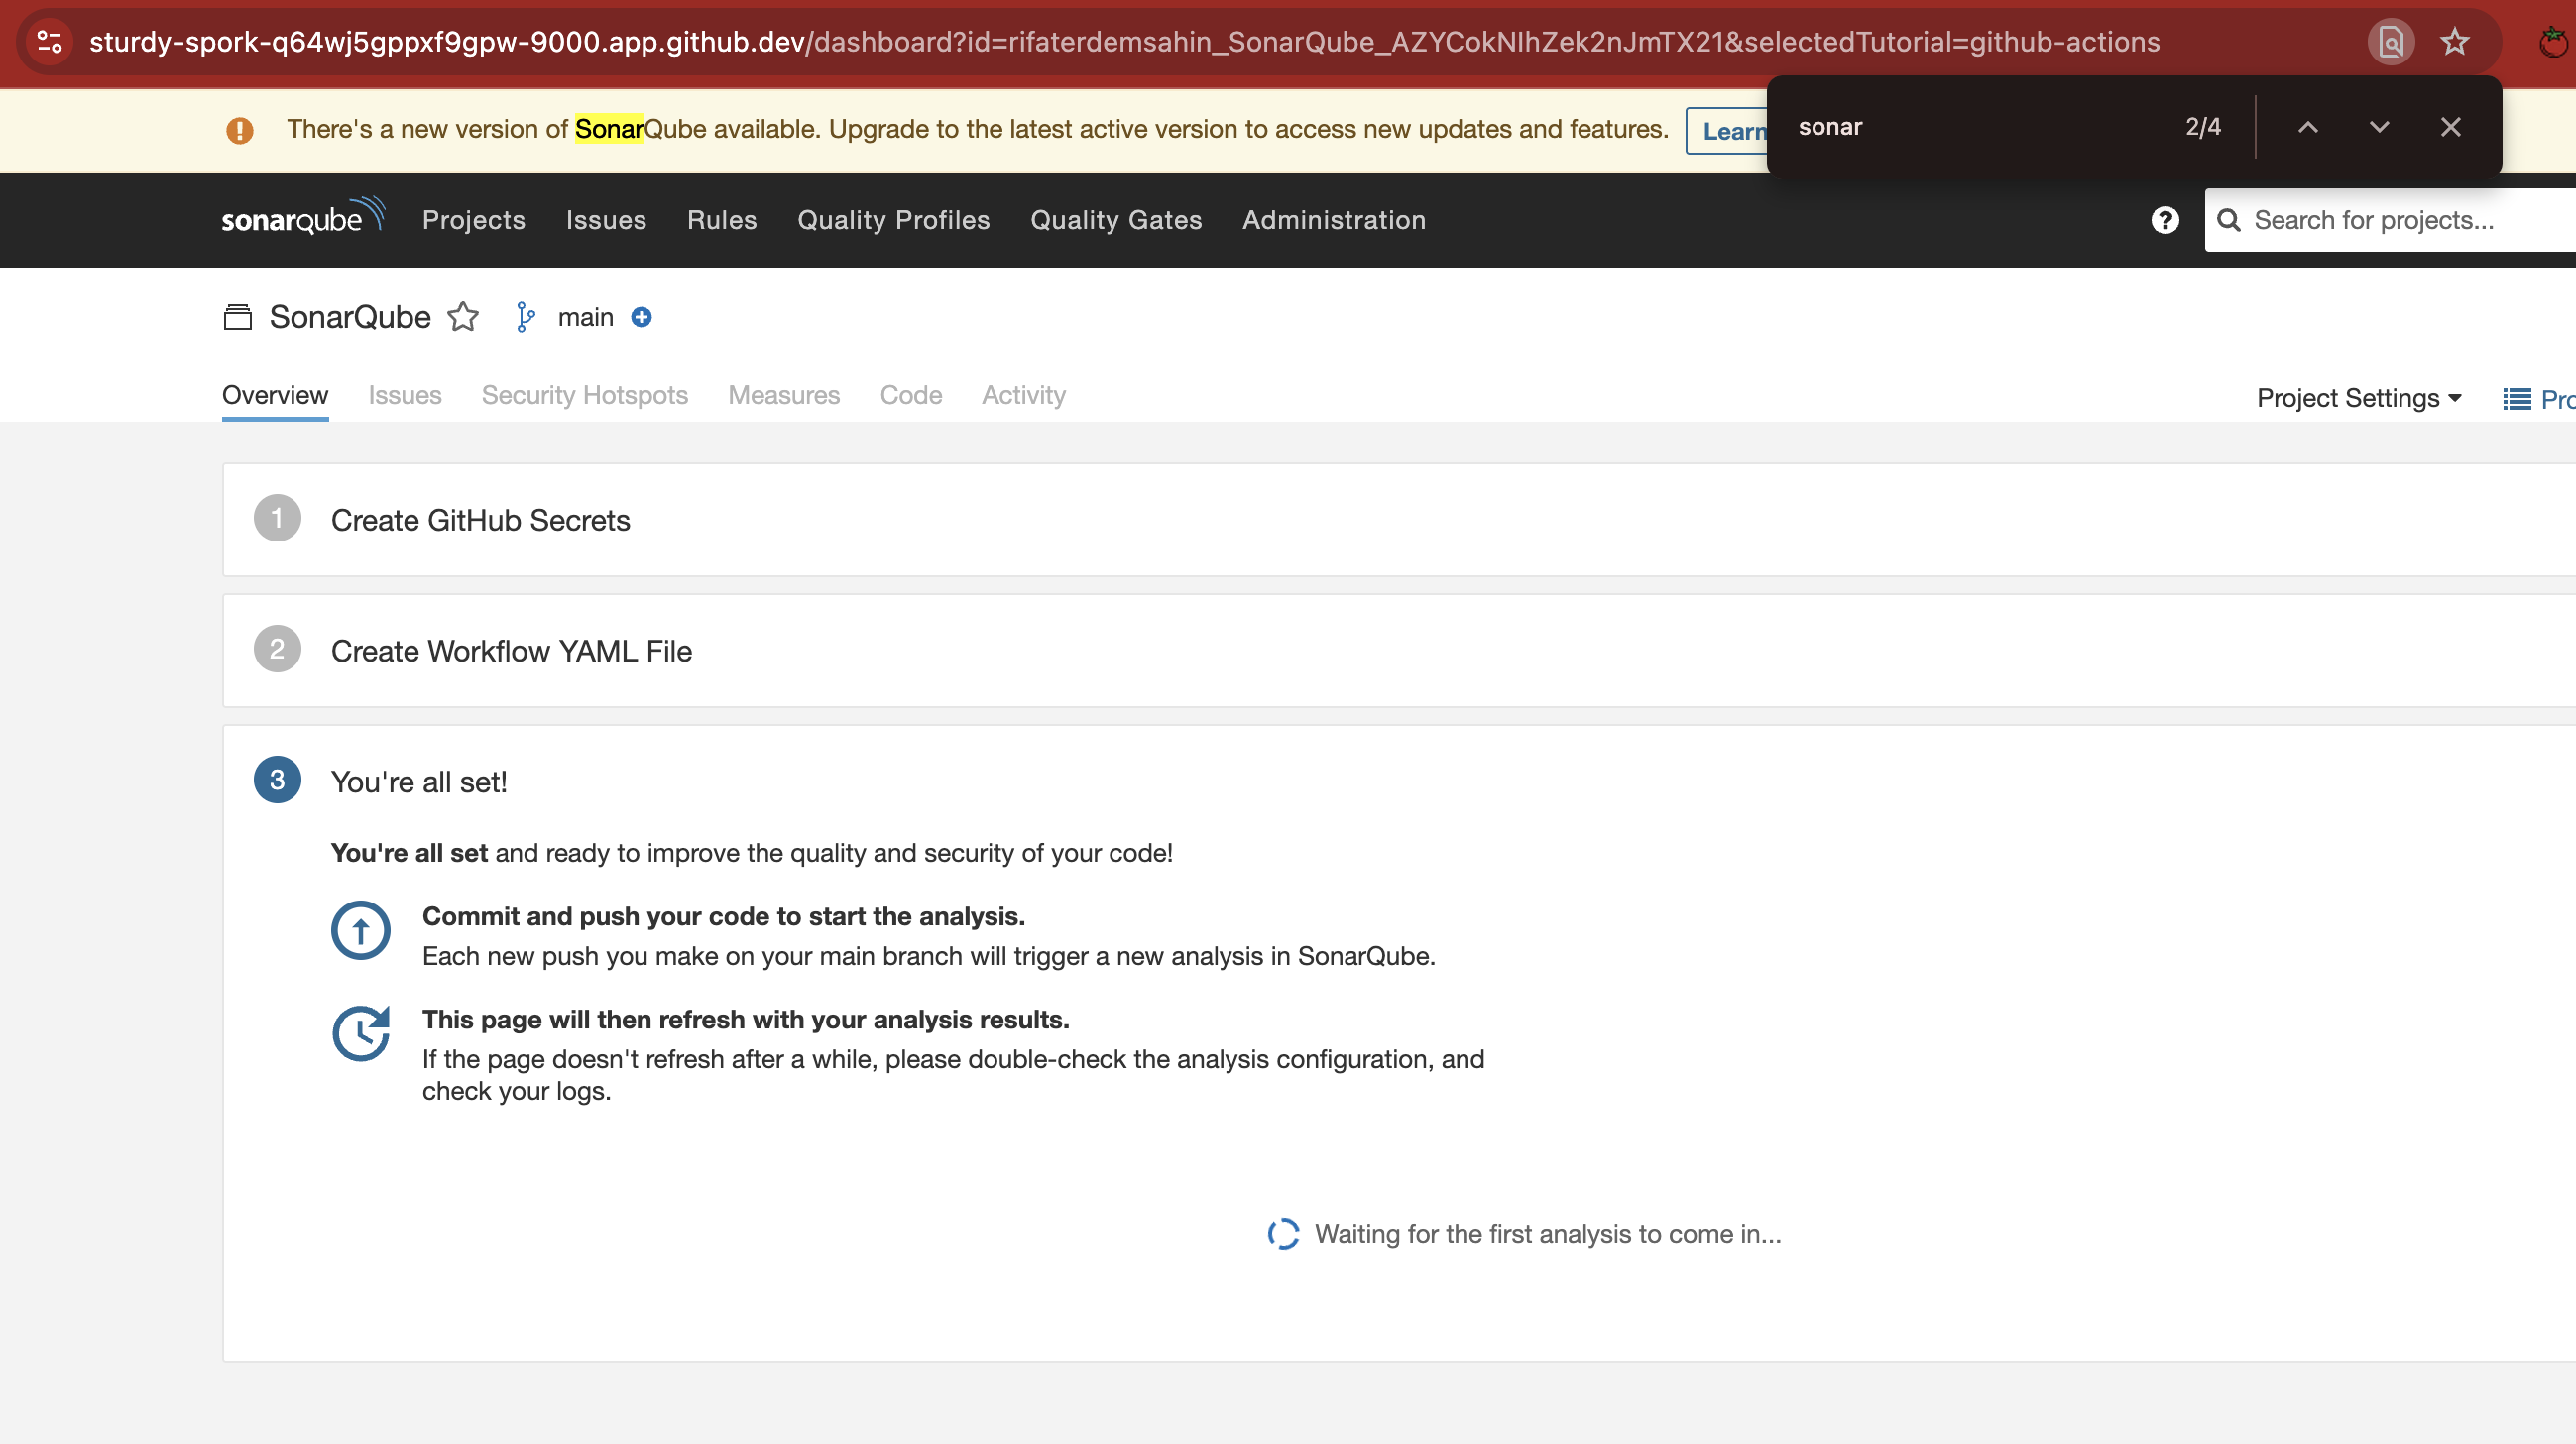 sturdy-spork-q64wj5gppxf9gpw-9000.app.github.dev/dashboard?id=rifaterdemsahin_SonarQube_AZYCokNIhZek2nJmTX21&selectedTutorial=github-actions
There's a new version of SonarQube available. Upgrade to the latest active version to access new updates and features.
Learn
sonar
2/4
sonarqube
Projects
Issues
Rules
Quality Profiles
Quality Gates
Administration
?
Search for projects...
SonarQube
main
Overview
Issues
Security Hotspots
Measures
Code
Activity
Project Settings
Pro
1
Create GitHub Secrets
2
Create Workflow YAML File
3
You're all set!
You're all set and ready to improve the quality and security of your code!
Commit and push your code to start the analysis.
Each new push you make on your main branch will trigger a new analysis in SonarQube.
This page will then refresh with your analysis results.
If the page doesn't refresh after a while, please double-check the analysis configuration, and
check your logs.
Waiting for the first analysis to come in...